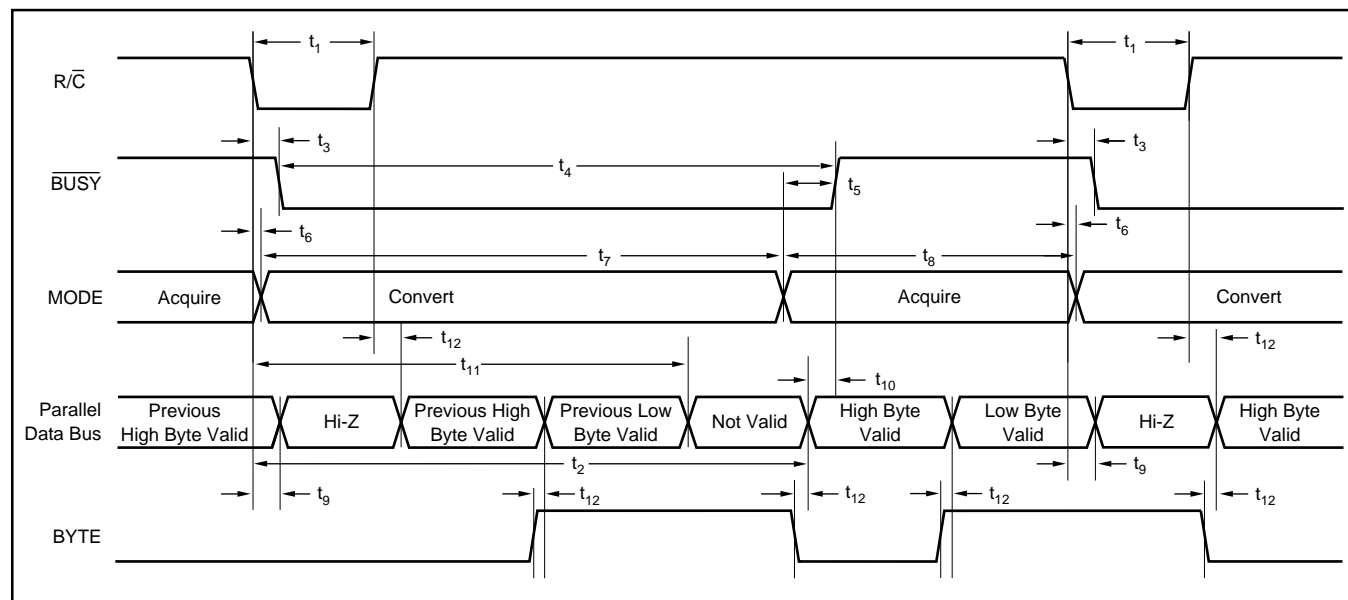 t1 t1
R/C̅
t3 t3
t4
B̅U̅S̅Y̅ t5
t6 t6
t7 t8
MODE Acquire Convert Acquire Convert
t12 t12
t11
t10
Parallel Data Bus
Previous High Byte Valid
Hi-Z
Previous High Byte Valid
Previous Low Byte Valid
Not Valid
High Byte Valid
Low Byte Valid
Hi-Z
High Byte Valid
t2
t9 t9
t12 t12 t12 t12
BYTE